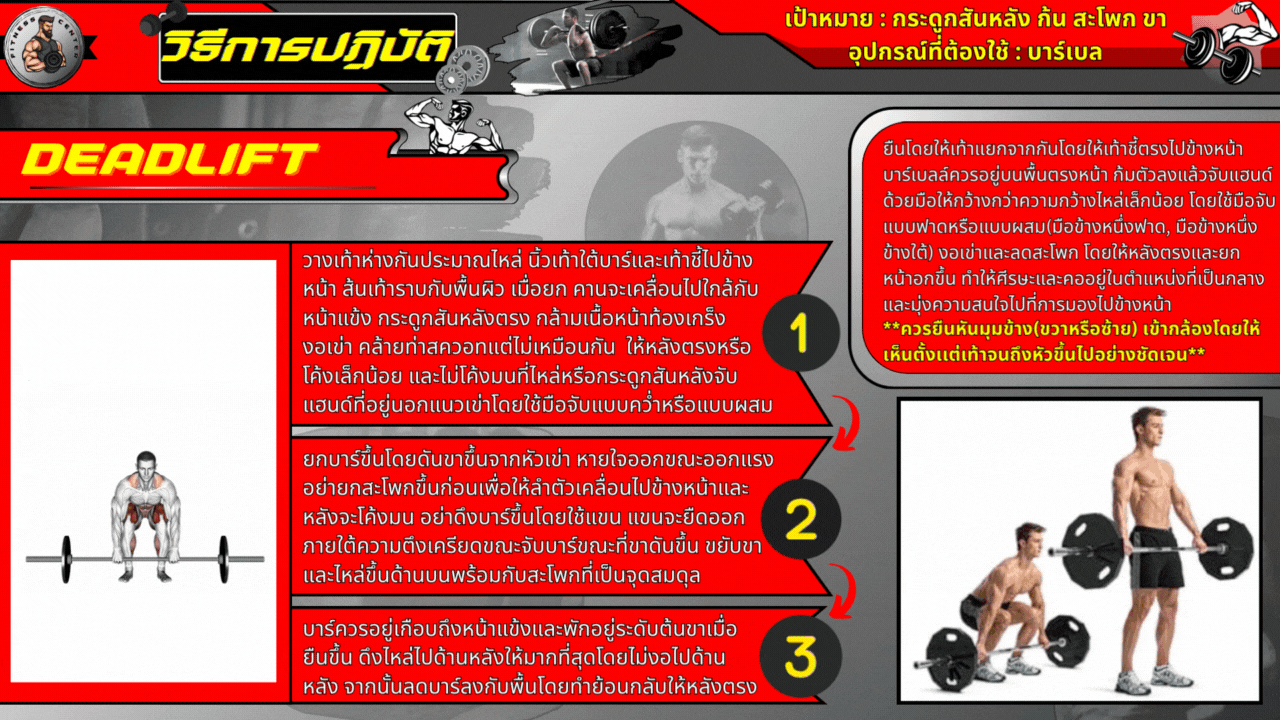 FITNESS CENTER
วิธีการปฎิบัติ
เป้าหมาย : กระดูกสันหลัง ก้น สะโพก ขา
อุปกรณ์ที่ต้องใช้ : บาร์เบล
DEADLIFT
ยืนโดยให้เท้าแยกจากกันโดยให้เท้าชี้ตรงไปข้างหน้า
บาร์เบลล์ควรอยู่บนพื้นตรงหน้า ก้มตัวลงแล้วจับแฮนด์
ด้วยมือให้กว้างกว่าความกว้างไหล่เล็กน้อย โดยใช้มือจับ
แบบฟาดหรือแบบผสม(มือข้างหนึ่งฟาด, มือข้างหนึ่ง
ข้างใต้) งอเข่าและลดสะโพก โดยให้หลังตรงและยก
หน้าอกขึ้น ทำให้ศีรษะและคออยู่ในตำแหน่งที่เป็นกลาง
และมุ่งความสนใจไปที่การมองไปข้างหน้า
**ควรยืนหันมุมข้าง(ขวาหรือซ้าย) เข้ากล้องโดยให้
เห็นตั้งแต่เท้าจนถึงหัวขึ้นไปอย่างชัดเจน**
วางเท้าห่างกันประมาณไหล่ นิ้วเท้าใต้บาร์และเท้าชี้ไปข้าง
หน้า ส้นเท้าราบกับพื้นผิว เมื่อยก คานจะเคลื่อนไปใกล้กับ
หน้าแข้ง กระดูกสันหลังตรง กล้ามเนื้อหน้าท้องเกร็ง
งอเข่า คล้ายท่าสควอทแต่ไม่เหมือนกัน ให้หลังตรงหรือ
โค้งเล็กน้อย และไม่โค้งมนที่ไหล่หรือกระดูกสันหลังจับ
แฮนด์ที่อยู่นอกแนวเข่าโดยใช้มือจับแบบคว่ำหรือแบบผสม
1
ยกบาร์ขึ้นโดยดันขาขึ้นจากหัวเข่า หายใจออกขณะออกแรง
อย่ายกสะโพกขึ้นก่อนเพื่อให้ลำตัวเคลื่อนไปข้างหน้าและ
หลังจะโค้งมน อย่าดึงบาร์ขึ้นโดยใช้แขน แขนจะยืดออก
ภายใต้ความตึงเครียดขณะจับบาร์ขณะที่ขาดันขึ้น ขยับขา
และไหล่ขึ้นด้านบนพร้อมกับสะโพกที่เป็นจุดสมดุล
2
บาร์ควรอยู่เกือบถึงหน้าแข้งและพักอยู่ระดับต้นขาเมื่อ
ยืนขึ้น ดึงไหล่ไปด้านหลังให้มากที่สุดโดยไม่งอไปด้าน
หลัง จากนั้นลดบาร์ลงกับพื้นโดยทำย้อนกลับให้หลังตรง
3